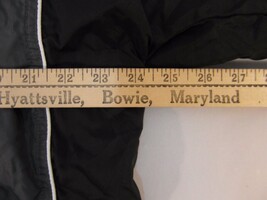 21 22 23 24 25 26 27
Hyattsville, Bowie, Maryland